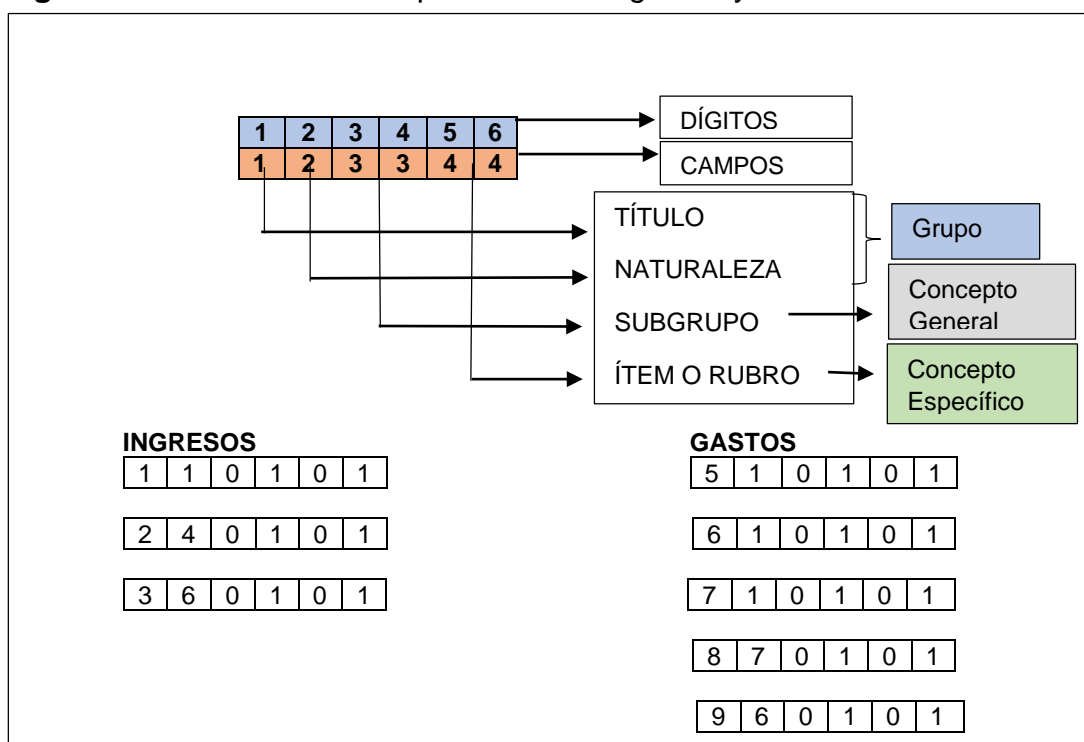 1 2 3 4 5 6
1 2 3 3 4 4
DÍGITOS
CAMPOS
TÍTULO
NATURALEZA
SUBGRUPO
ÍTEM O RUBRO
Grupo
Concepto
General
Concepto
Específico
INGRESOS
1 1 0 1 0 1
2 4 0 1 0 1
3 6 0 1 0 1
GASTOS
5 1 0 1 0 1
6 1 0 1 0 1
7 1 0 1 0 1
8 7 0 1 0 1
9 6 0 1 0 1